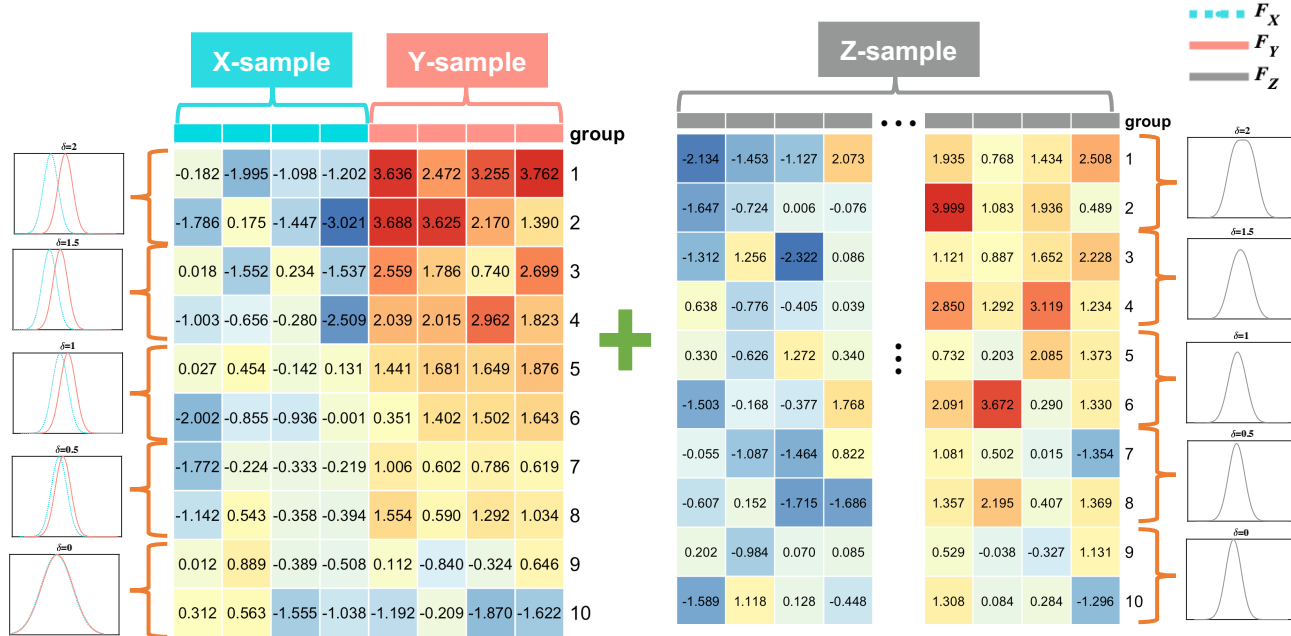 F_X
F_Y
F_Z
X-sample Y-sample
Z-sample
group
-0.182 -1.995 -1.098 -1.202 3.636 2.472 3.255 3.762 1
-1.786 0.175 -1.447 -3.021 3.688 3.625 2.170 1.390 2
0.018 -1.552 0.234 -1.537 2.559 1.786 0.740 2.699 3
-1.003 -0.656 -0.280 -2.509 2.039 2.015 2.962 1.823 4
0.027 0.454 -0.142 0.131 1.441 1.681 1.649 1.876 5
-2.002 -0.855 -0.936 -0.001 0.351 1.402 1.502 1.643 6
-1.772 -0.224 -0.333 -0.219 1.006 0.602 0.786 0.619 7
-1.142 0.543 -0.358 -0.394 1.554 0.590 1.292 1.034 8
0.012 0.889 -0.389 -0.508 0.112 -0.840 -0.324 0.646 9
0.312 0.563 -1.555 -1.038 -1.192 -0.209 -1.870 -1.622 10
δ=2
δ=1.5
δ=1
δ=0.5
δ=0
+
••• group
-2.134 -1.453 -1.127 2.073 1.935 0.768 1.434 2.508 1
-1.647 -0.724 0.006 -0.076 3.999 1.083 1.936 0.489 2
-1.312 1.256 -2.322 0.086 1.121 0.887 1.652 2.228 3
0.638 -0.776 -0.405 0.039 2.850 1.292 3.119 1.234 4
0.330 -0.626 1.272 0.340 0.732 0.203 2.085 1.373 5
-1.503 -0.168 -0.377 1.768 2.091 3.672 0.290 1.330 6
-0.055 -1.087 -1.464 0.822 1.081 0.502 0.015 -1.354 7
-0.607 0.152 -1.715 -1.686 1.357 2.195 0.407 1.369 8
0.202 -0.984 0.070 0.085 0.529 -0.038 -0.327 1.131 9
-1.589 1.118 0.128 -0.448 1.308 0.084 0.284 -1.296 10
δ=2
δ=1.5
δ=1
δ=0.5
δ=0